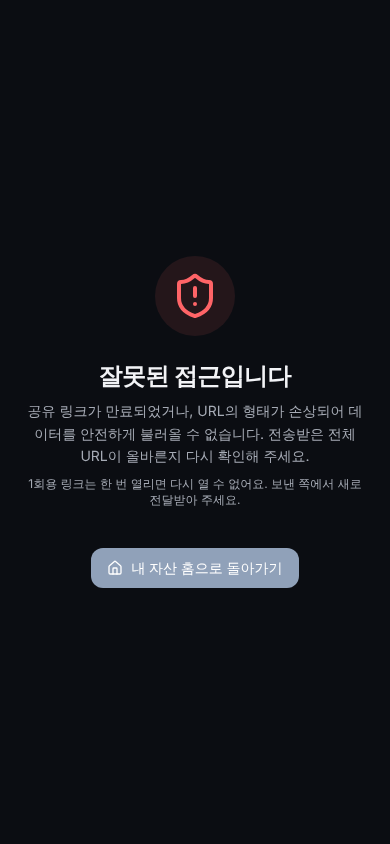 잘못된 접근입니다
공유 링크가 만료되었거나, URL의 형태가 손상되어 데
이터를 안전하게 불러올 수 없습니다. 전송받은 전체
URL이 올바른지 다시 확인해 주세요.
1회용 링크는 한 번 열리면 다시 열 수 없어요. 보낸 쪽에서 새로
전달받아 주세요.
내 자산 홈으로 돌아가기